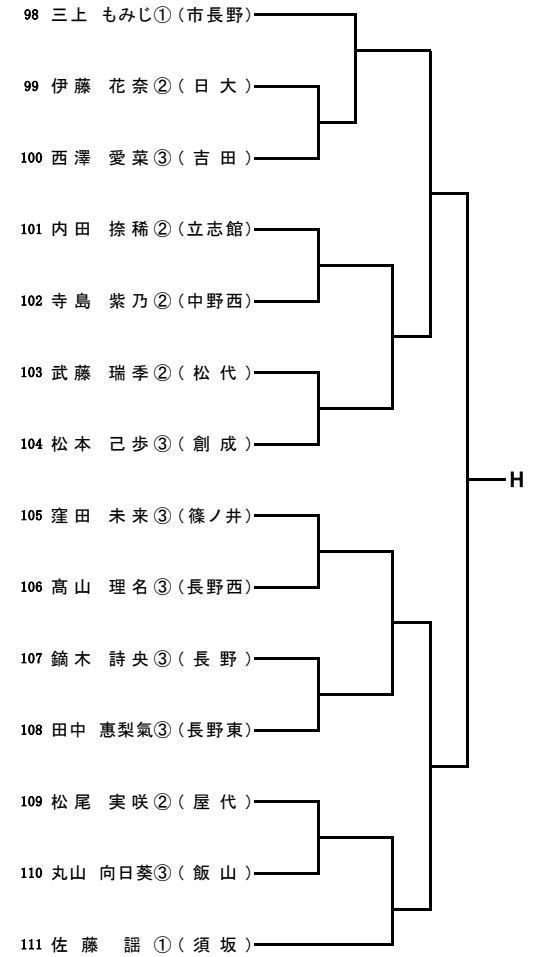 98 三上 もみじ① (市長野)
99 伊藤 花奈② (日大)
100 西澤 愛菜③ (吉田)
101 内田 捺稀② (立志館)
102 寺島 紫乃② (中野西)
103 武藤 瑞季② (松代)
104 松本 己歩③ (創成)
H
105 窪田 未来③ (篠ノ井)
106 髙山 理名③ (長野西)
107 鏑木 詩央③ (長野)
108 田中 惠梨氣③ (長野東)
109 松尾 実咲② (屋代)
110 丸山 向日葵③ (飯山)
111 佐藤 謡① (須坂)